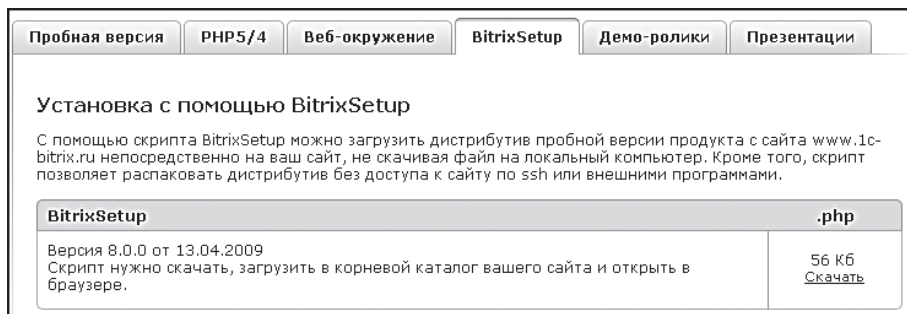 Пробная версия PHP5/4 Веб-окружение BitrixSetup Демо-ролики Презентации
Установка с помощью BitrixSetup
С помощью скрипта BitrixSetup можно загрузить дистрибутив пробной версии продукта с сайта www.1c-
bitrix.ru непосредственно на ваш сайт, не скачивая файл на локальный компьютер. Кроме того, скрипт
позволяет распаковать дистрибутив без доступа к сайту по ssh или внешними программами.
BitrixSetup .php
Версия 8.0.0 от 13.04.2009
Скрипт нужно скачать, загрузить в корневой каталог вашего сайта и открыть в
браузере.
56 Кб
Скачать